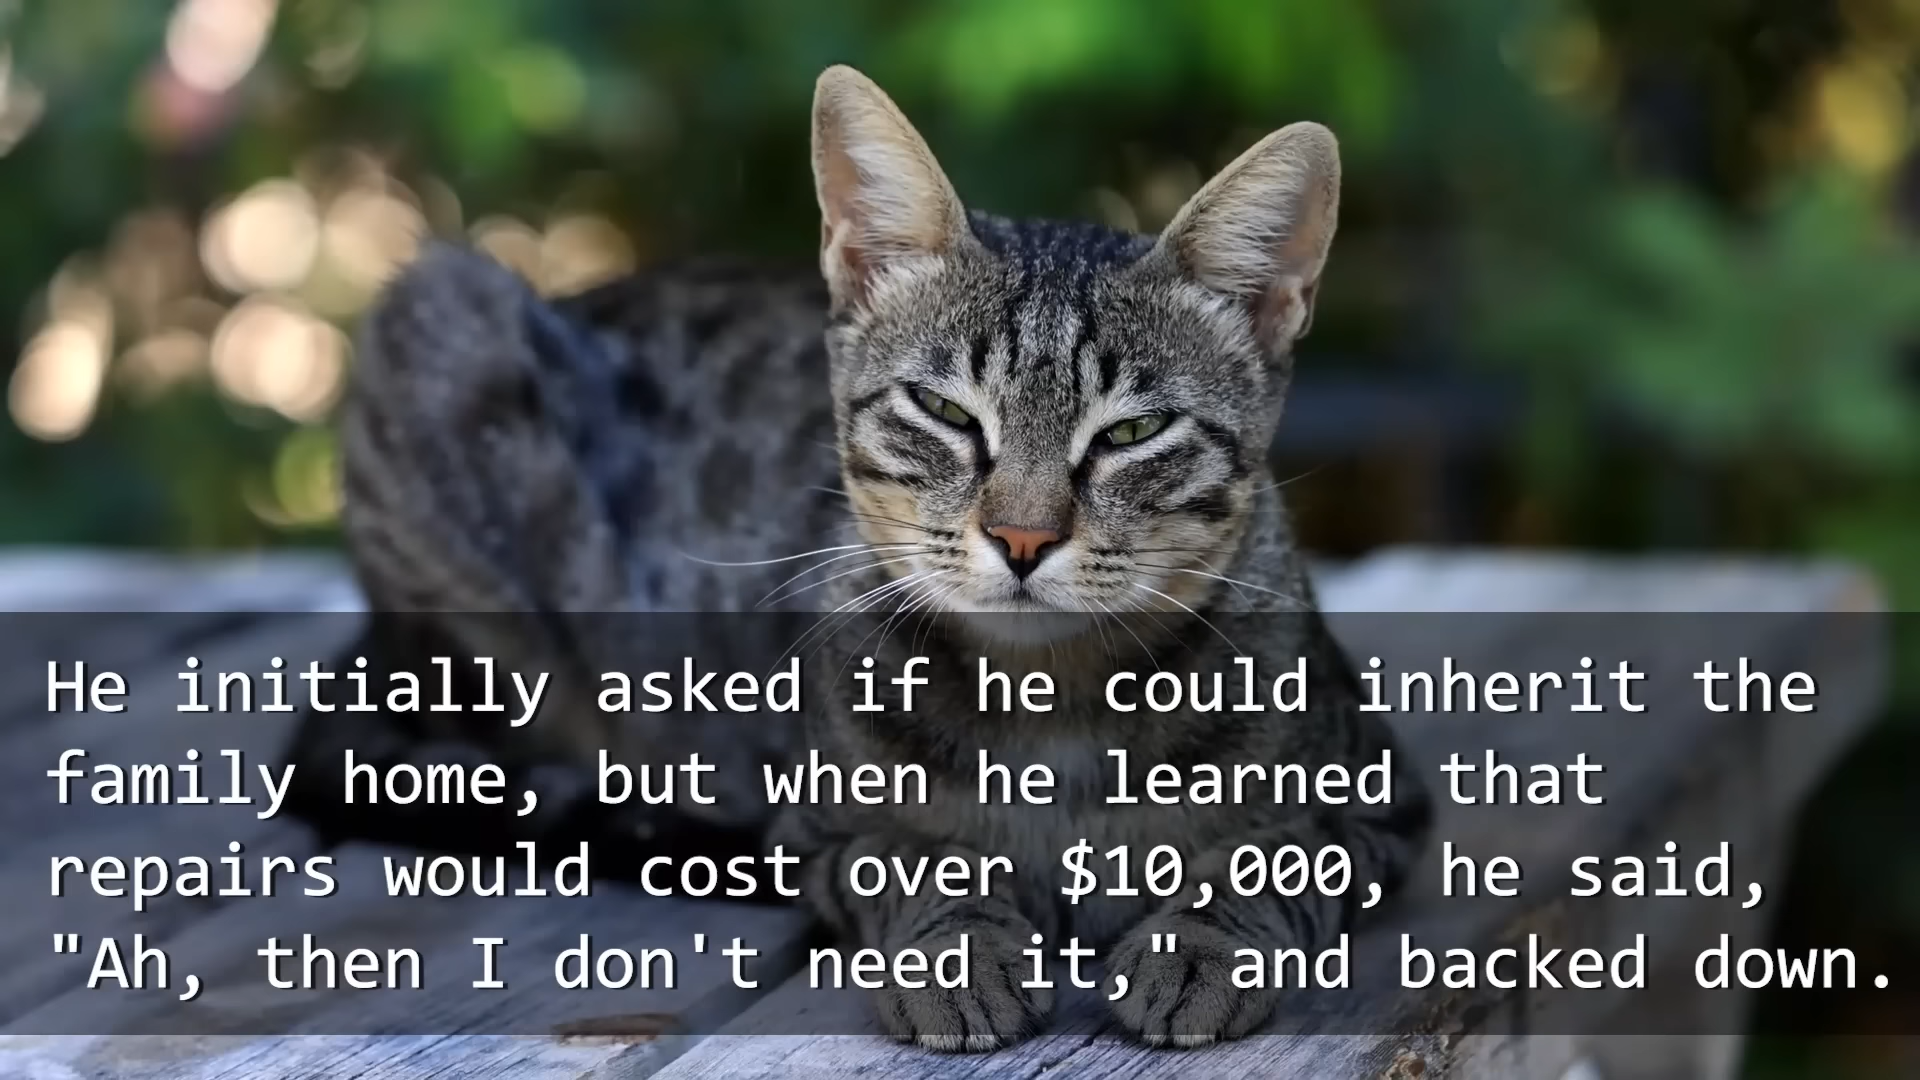 He initially asked if he could inherit the
family home, but when he learned that
repairs would cost over $10,000, he said,
"Ah, then I don't need it," and backed down.